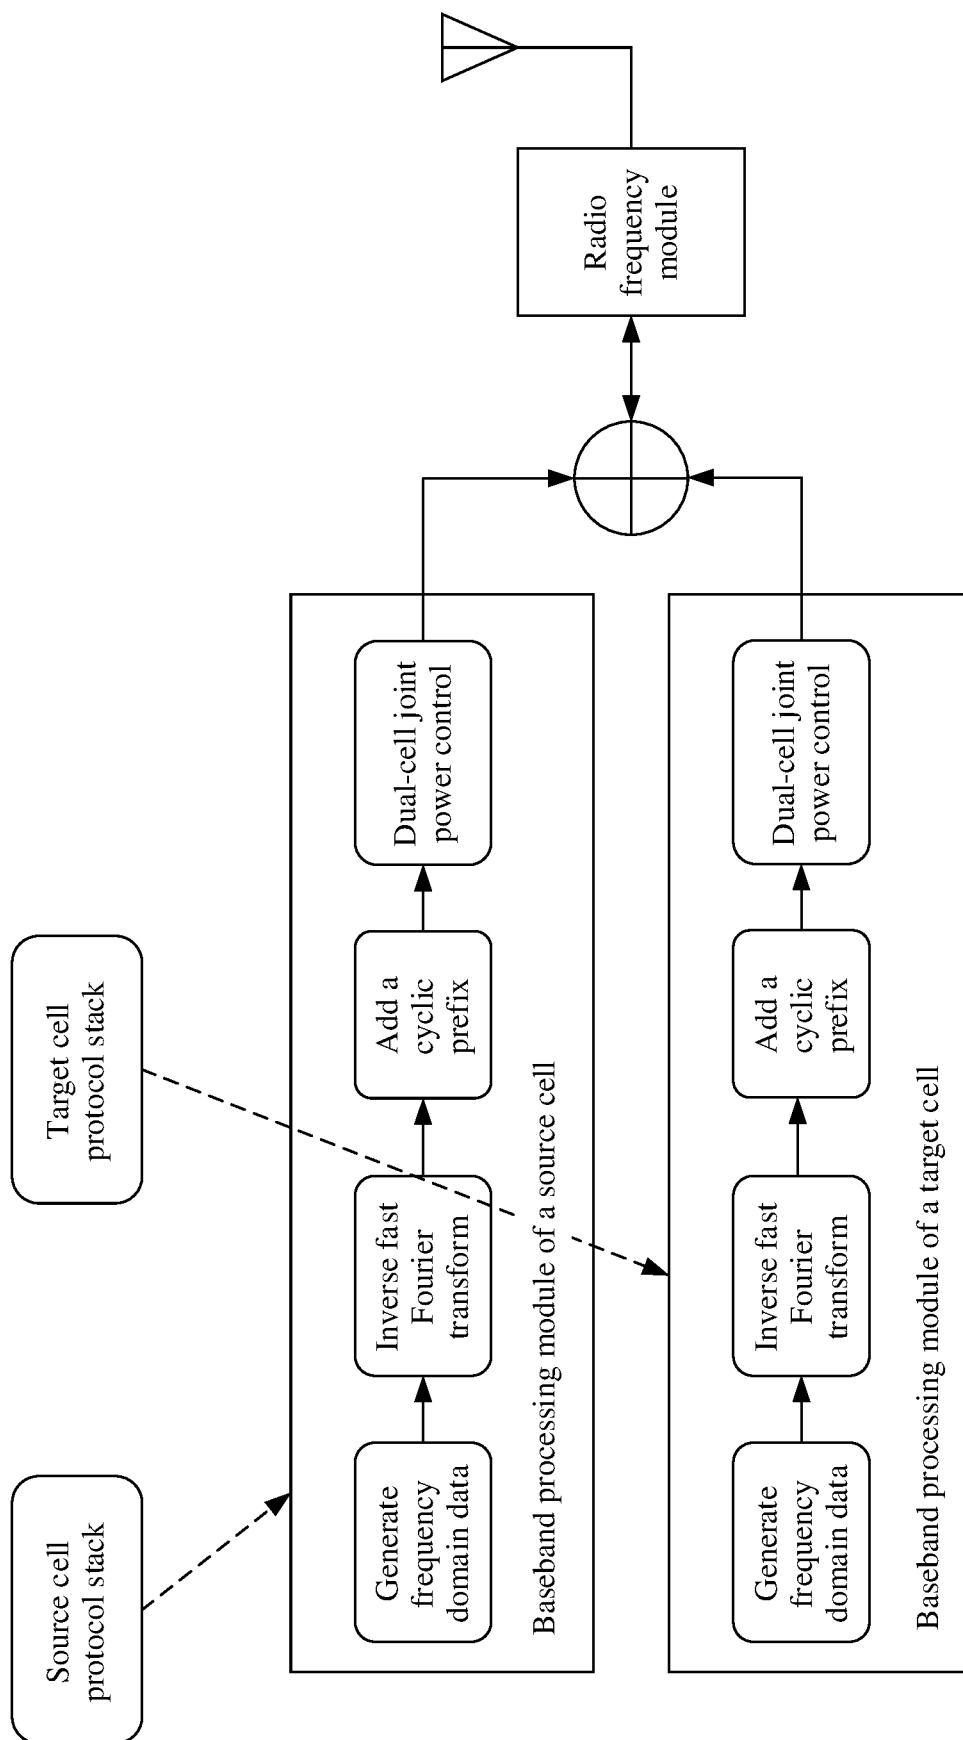 Source cell
protocol stack
Target cell
protocol stack
Generate
frequency
domain data
Inverse fast
Fourier
transform
Add a
cyclic
prefix
Dual-cell joint
power control
Baseband processing module of a source cell
Generate
frequency
domain data
Inverse fast
Fourier
transform
Add a
cyclic
prefix
Dual-cell joint
power control
Baseband processing module of a target cell
Radio
frequency
module